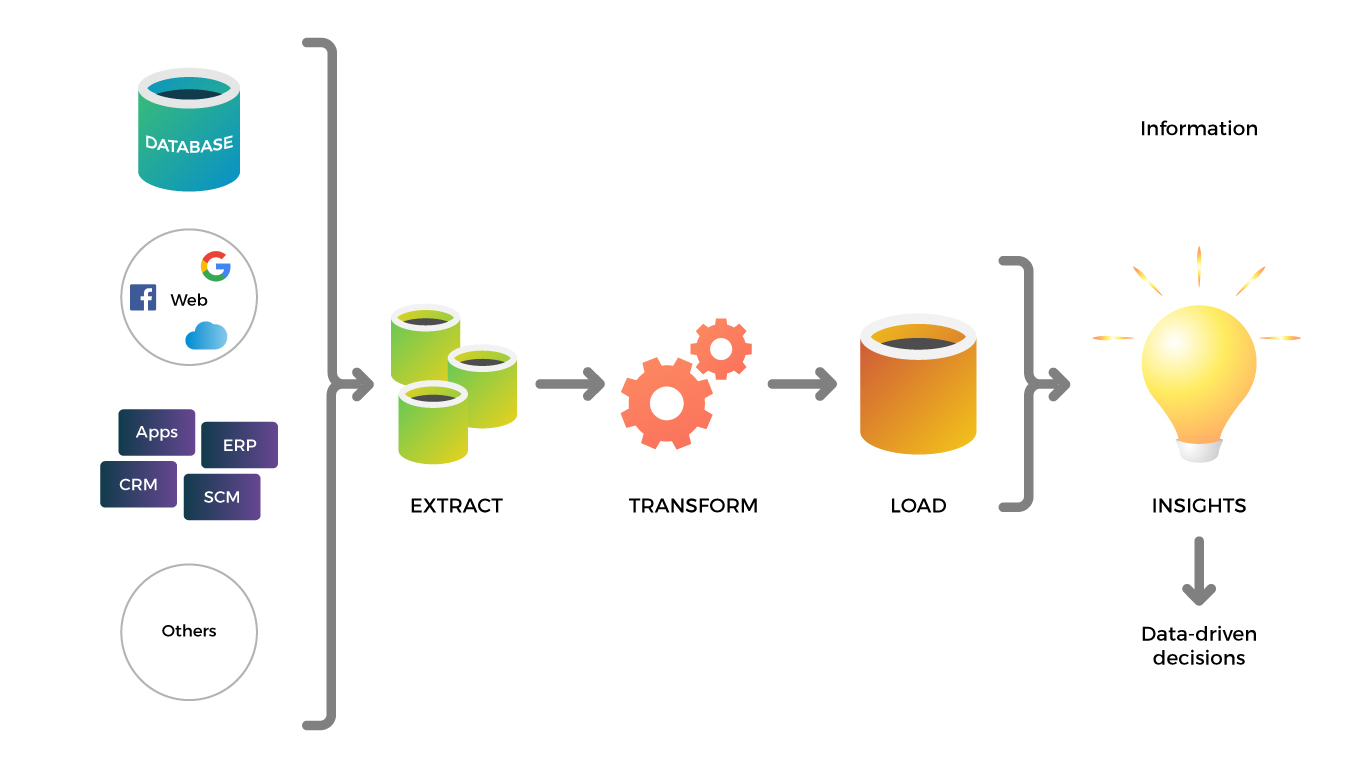 DATABASE
Web
Apps
ERP
CRM
SCM
Others
EXTRACT
TRANSFORM
LOAD
Information
INSIGHTS
Data-driven
decisions